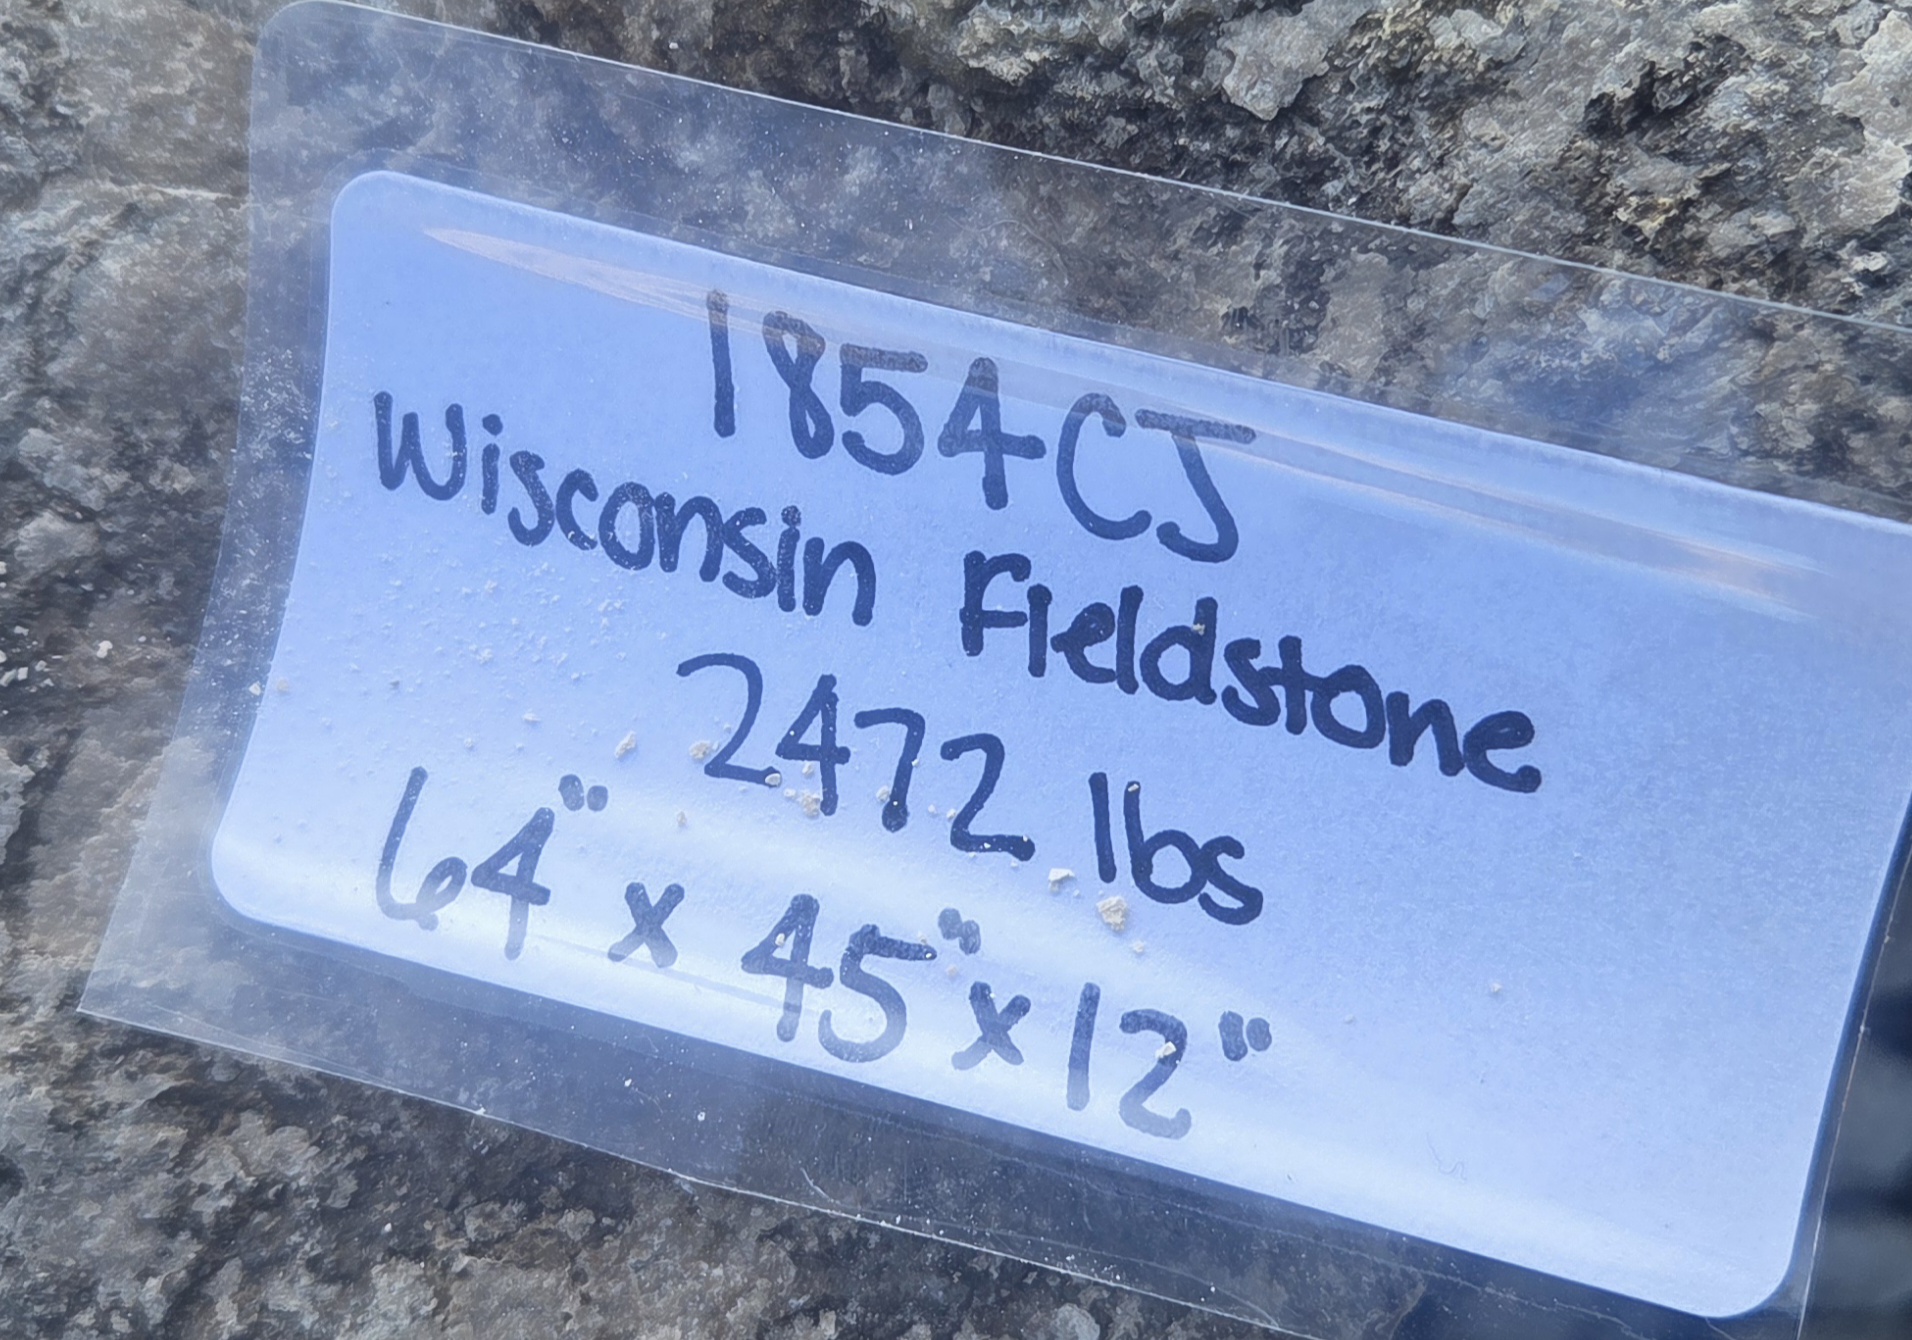 1854CJ
Wisconsin Fieldstone
2472 lbs
64" x 45" x 12"